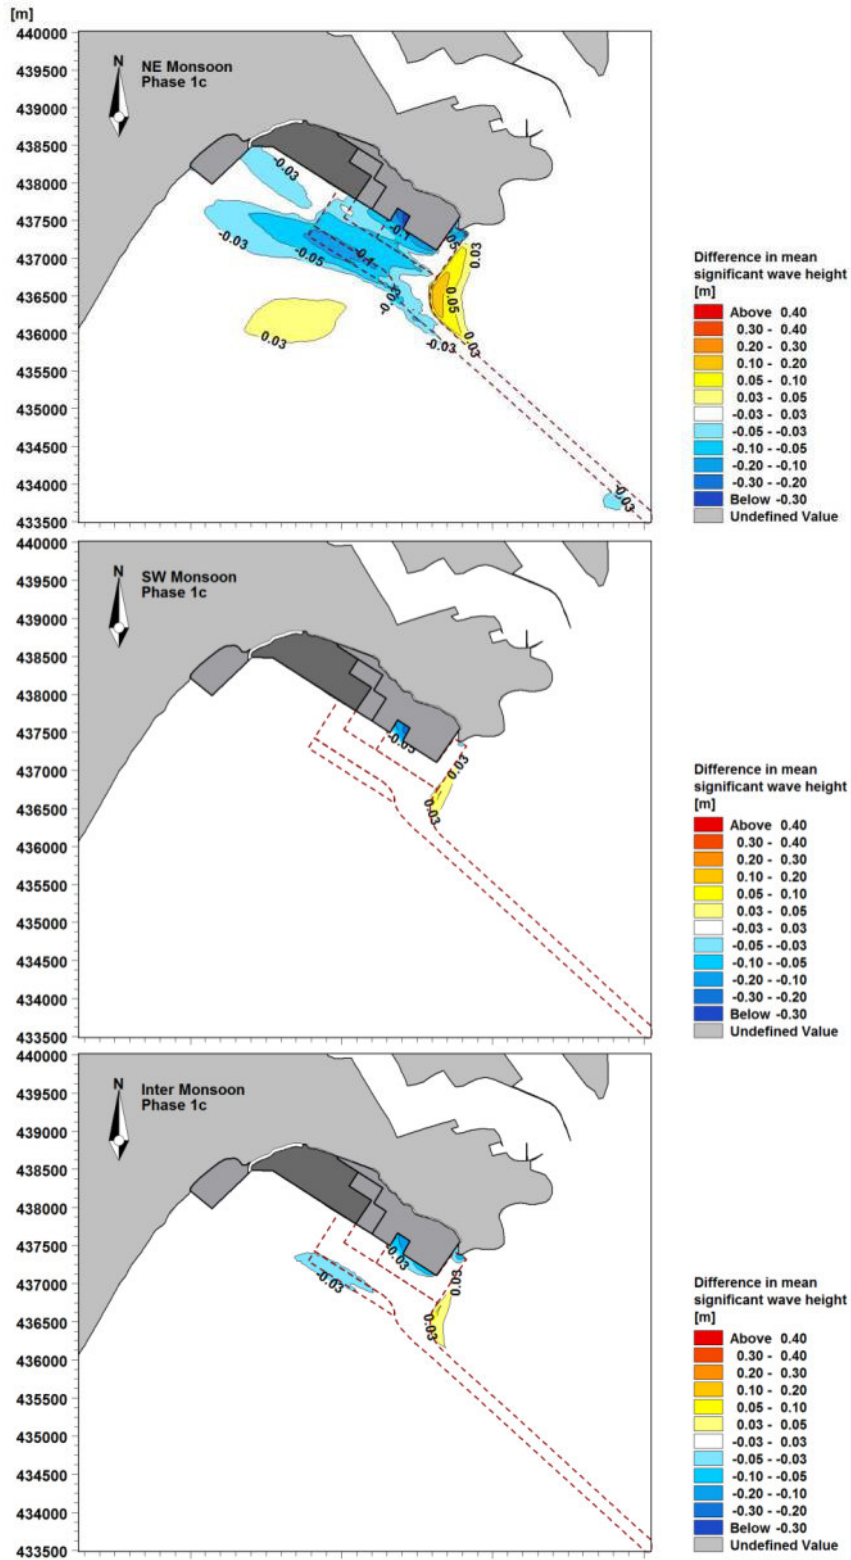 [m]
440000
439500
439000
438500
438000
437500
437000
436500
436000
435500
435000
434500
434000
433500
N
NE Monsoon
Phase 1c
-0.03
-0.03
-0.05
-0.1
-0.1
-0.03
-0.03
0.03
0.05
0.03
0.03
-0.03
Difference in mean
significant wave height
[m]
Above 0.40
0.30 - 0.40
0.20 - 0.30
0.10 - 0.20
0.05 - 0.10
0.03 - 0.05
-0.03 - 0.03
-0.05 - -0.03
-0.10 - -0.05
-0.20 - -0.10
-0.30 - -0.20
Below -0.30
Undefined Value
440000
439500
439000
438500
438000
437500
437000
436500
436000
435500
435000
434500
434000
433500
N
SW Monsoon
Phase 1c
0.03
0.03
Difference in mean
significant wave height
[m]
Above 0.40
0.30 - 0.40
0.20 - 0.30
0.10 - 0.20
0.05 - 0.10
0.03 - 0.05
-0.03 - 0.03
-0.05 - -0.03
-0.10 - -0.05
-0.20 - -0.10
-0.30 - -0.20
Below -0.30
Undefined Value
440000
439500
439000
438500
438000
437500
437000
436500
436000
435500
435000
434500
434000
433500
N
Inter Monsoon
Phase 1c
-0.03
-0.03
0.03
0.03
Difference in mean
significant wave height
[m]
Above 0.40
0.30 - 0.40
0.20 - 0.30
0.10 - 0.20
0.05 - 0.10
0.03 - 0.05
-0.03 - 0.03
-0.05 - -0.03
-0.10 - -0.05
-0.20 - -0.10
-0.30 - -0.20
Below -0.30
Undefined Value